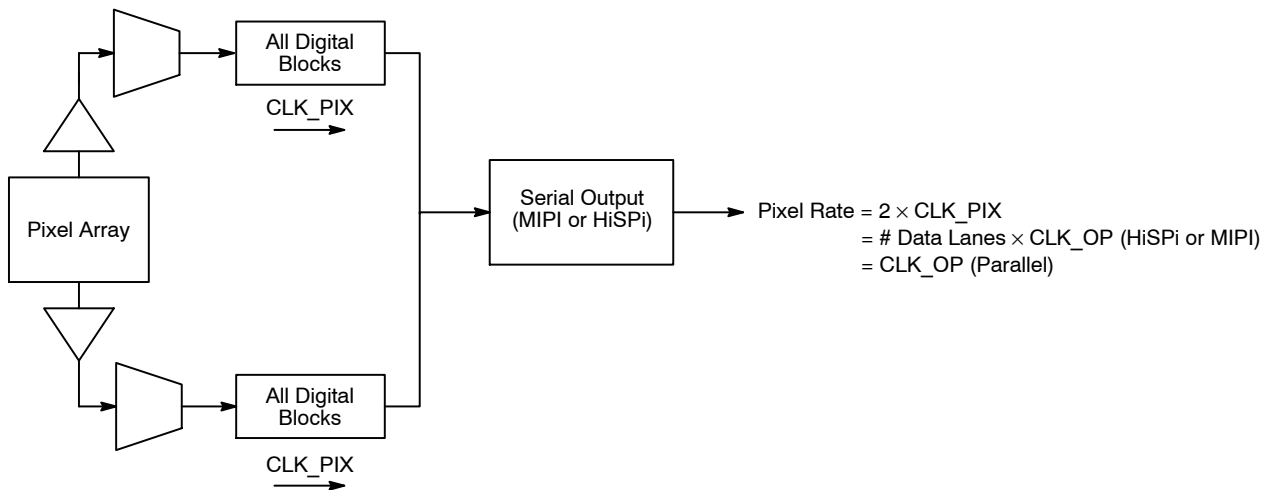 All Digital
Blocks
CLK_PIX
Pixel Array
Serial Output
(MIPI or HiSPi)
Pixel Rate = 2 × CLK_PIX
= # Data Lanes × CLK_OP (HiSPi or MIPI)
= CLK_OP (Parallel)
All Digital
Blocks
CLK_PIX